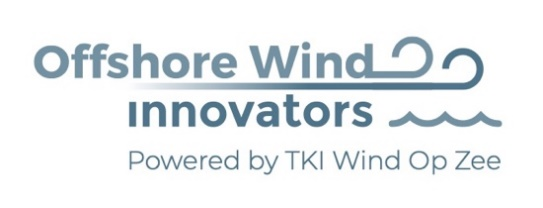 Offshore Wind
innovators
Powered by TKI Wind Op Zee